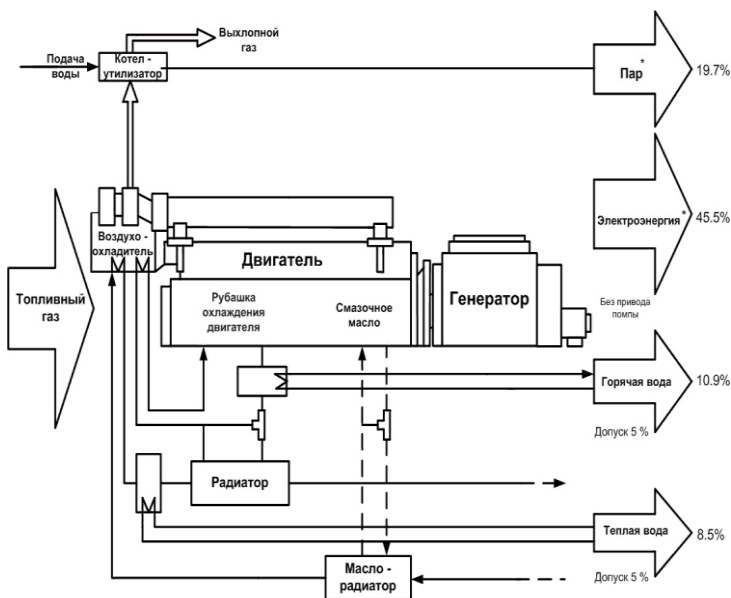 Выхлопной
газ
Подача
воды
Котел -
утилизатор
Пар *
19.7%
Электроэнергия *
45.5%
Воздухо -
охладитель
Двигатель
Генератор
Топливный
газ
Рубашка
охлаждения
двигателя
Смазочное
масло
Без привода
помпы
Горячая вода
10.9%
Допуск 5 %
Радиатор
Теплая вода
8.5%
Масло -
радиатор
Допуск 5 %